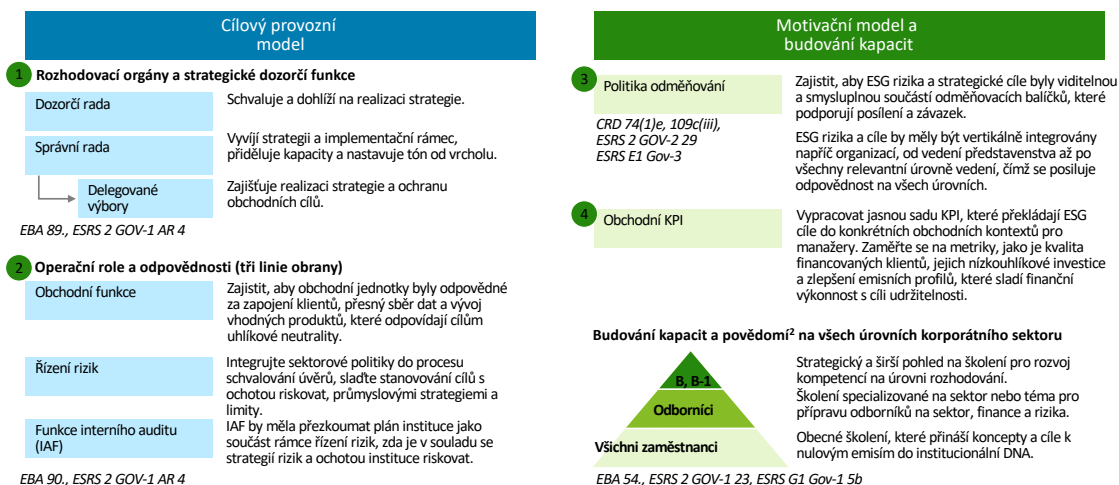 Cílový provozní
model
1 Rozhodovací orgány a strategické dozorčí funkce
Dozorčí rada
Schvaluje a dohlíží na realizaci strategie.
Správní rada
Vyvíjí strategii a implementační rámec,
přiděluje kapacity a nastavuje tón od vrcholu.
Delegované
výbory
Zajišťuje realizaci strategie a ochranu
obchodních cílů.
EBA 89., ESRS 2 GOV-1 AR 4
2 Operační role a odpovědnosti (tři linie obrany)
Obchodní funkce
Zajistit, aby obchodní jednotky byly odpovědné
za zapojení klientů, přesný sběr dat a vývoj
vhodných produktů, které odpovídají cílům
uhlíkové neutrality.
Řízení rizik
Integrujte sektorové politiky do procesu
schvalování úvěrů, slaďte stanovování cílů s
ochotou riskovat, průmyslovými strategiemi a
limity.
Funkce interního auditu
(IAF)
IAF by měla přezkoumat plán instituce jako
součást rámce řízení rizik, zda je v souladu se
strategií rizik a ochotou instituce riskovat.
EBA 90., ESRS 2 GOV-1 AR 4
Motivační model a
budování kapacit
3 Politika odměňování
CRD 74(1)e, 109c(iii),
ESRS 2 GOV-2 29
ESRS E1 Gov-3
Zajistit, aby ESG rizika a strategické cíle byly viditelnou
a smysluplnou součástí odměňovacích balíčků, které
podporují posílení a závazek.
ESG rizika a cíle by měly být vertikálně integrovány
napříč organizací, od vedení představenstva až po
všechny relevantní úrovně vedení, čímž se posiluje
odpovědnost na všech úrovních.
4 Obchodní KPI
Vypracovat jasnou sadu KPI, které překládají ESG
cíle do konkrétních obchodních kontextů pro
manažery. Zaměřte se na metriky, jako je kvalita
financovaných klientů, jejich nízkouhlíkové investice
a zlepšení emisních profilů, které sladí finanční
výkonnost s cíli udržitelnosti.
Budování kapacit a povědomí² na všech úrovních korporátního sektoru
B, B-1
Strategický a širší pohled na školení pro rozvoj
kompetencí na úrovni rozhodování.
Odborníci
Školení specializované na sektor nebo téma pro
přípravu odborníků na sektor, finance a rizika.
Všichni zaměstnanci
Obecné školení, které přináší koncepty a cíle k
nulovým emisím do institucionální DNA.
EBA 54., ESRS 2 GOV-1 23, ESRS G1 Gov-1 5b